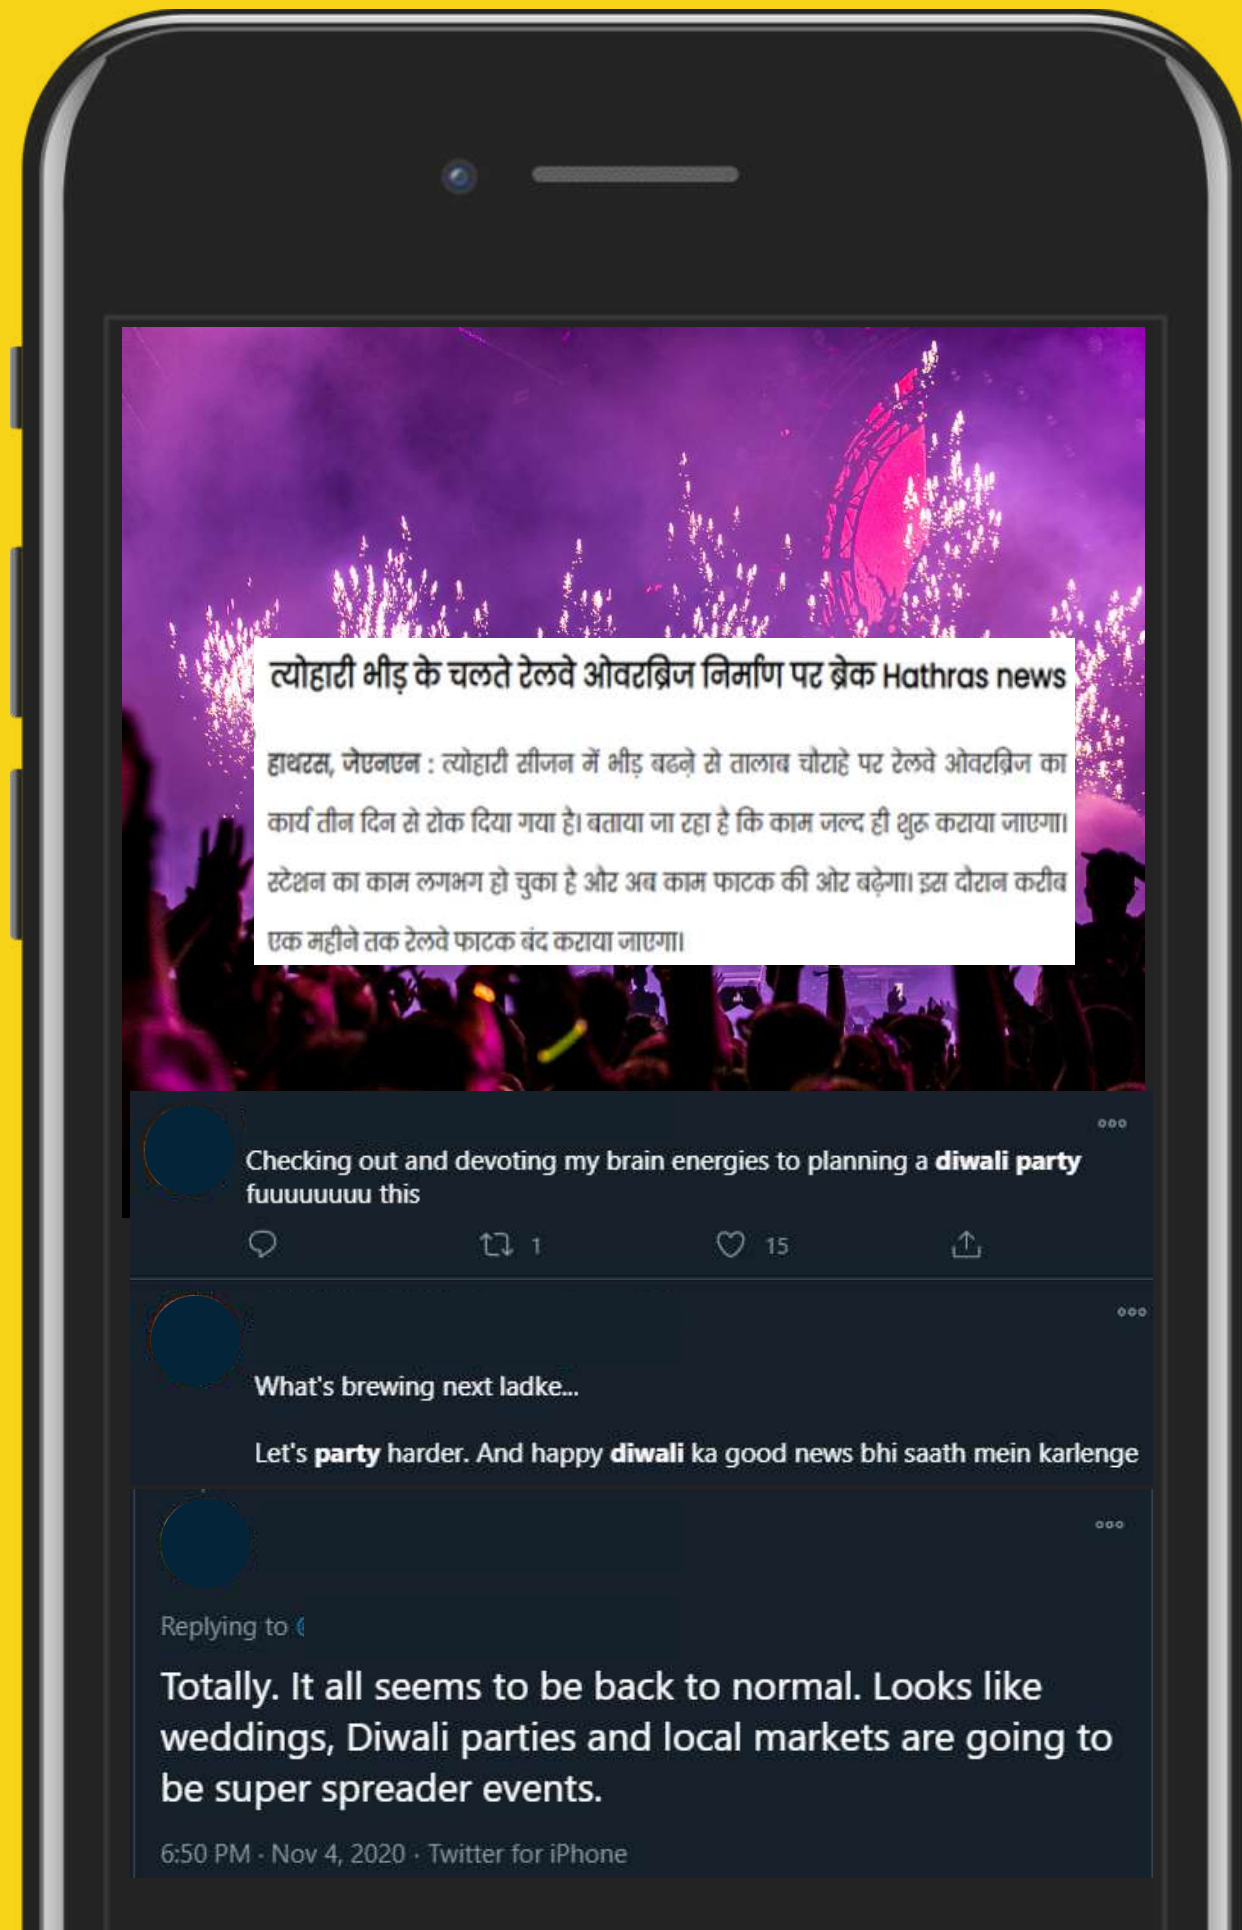 त्योहारी भीड़ के चलते रेलवे ओवरब्रिज निर्माण पर ब्रेक Hathras news
हाथरस, जेएनएन : त्योहारी सीजन में भीड़ बढने से तालाब चौराहे पर रेलवे ओवरब्रिज का
कार्य तीन दिन से रोक दिया गया है। बताया जा रहा है कि काम जल्द ही शुरू कराया जाएगा।
स्टेशन का काम लगभग हो चुका है और अब काम फाटक की ओर बढ़ेगा। इस दौरान करीब
एक महीने तक रेलवे फाटक बंद कराया जाएगा।
Checking out and devoting my brain energies to planning a diwali party
fuuuuuuuu this
1 15
What's brewing next ladke...
Let's party harder. And happy diwali ka good news bhi saath mein karlenge
Replying to
Totally. It all seems to be back to normal. Looks like
weddings, Diwali parties and local markets are going to
be super spreader events.
6:50 PM · Nov 4, 2020 · Twitter for iPhone